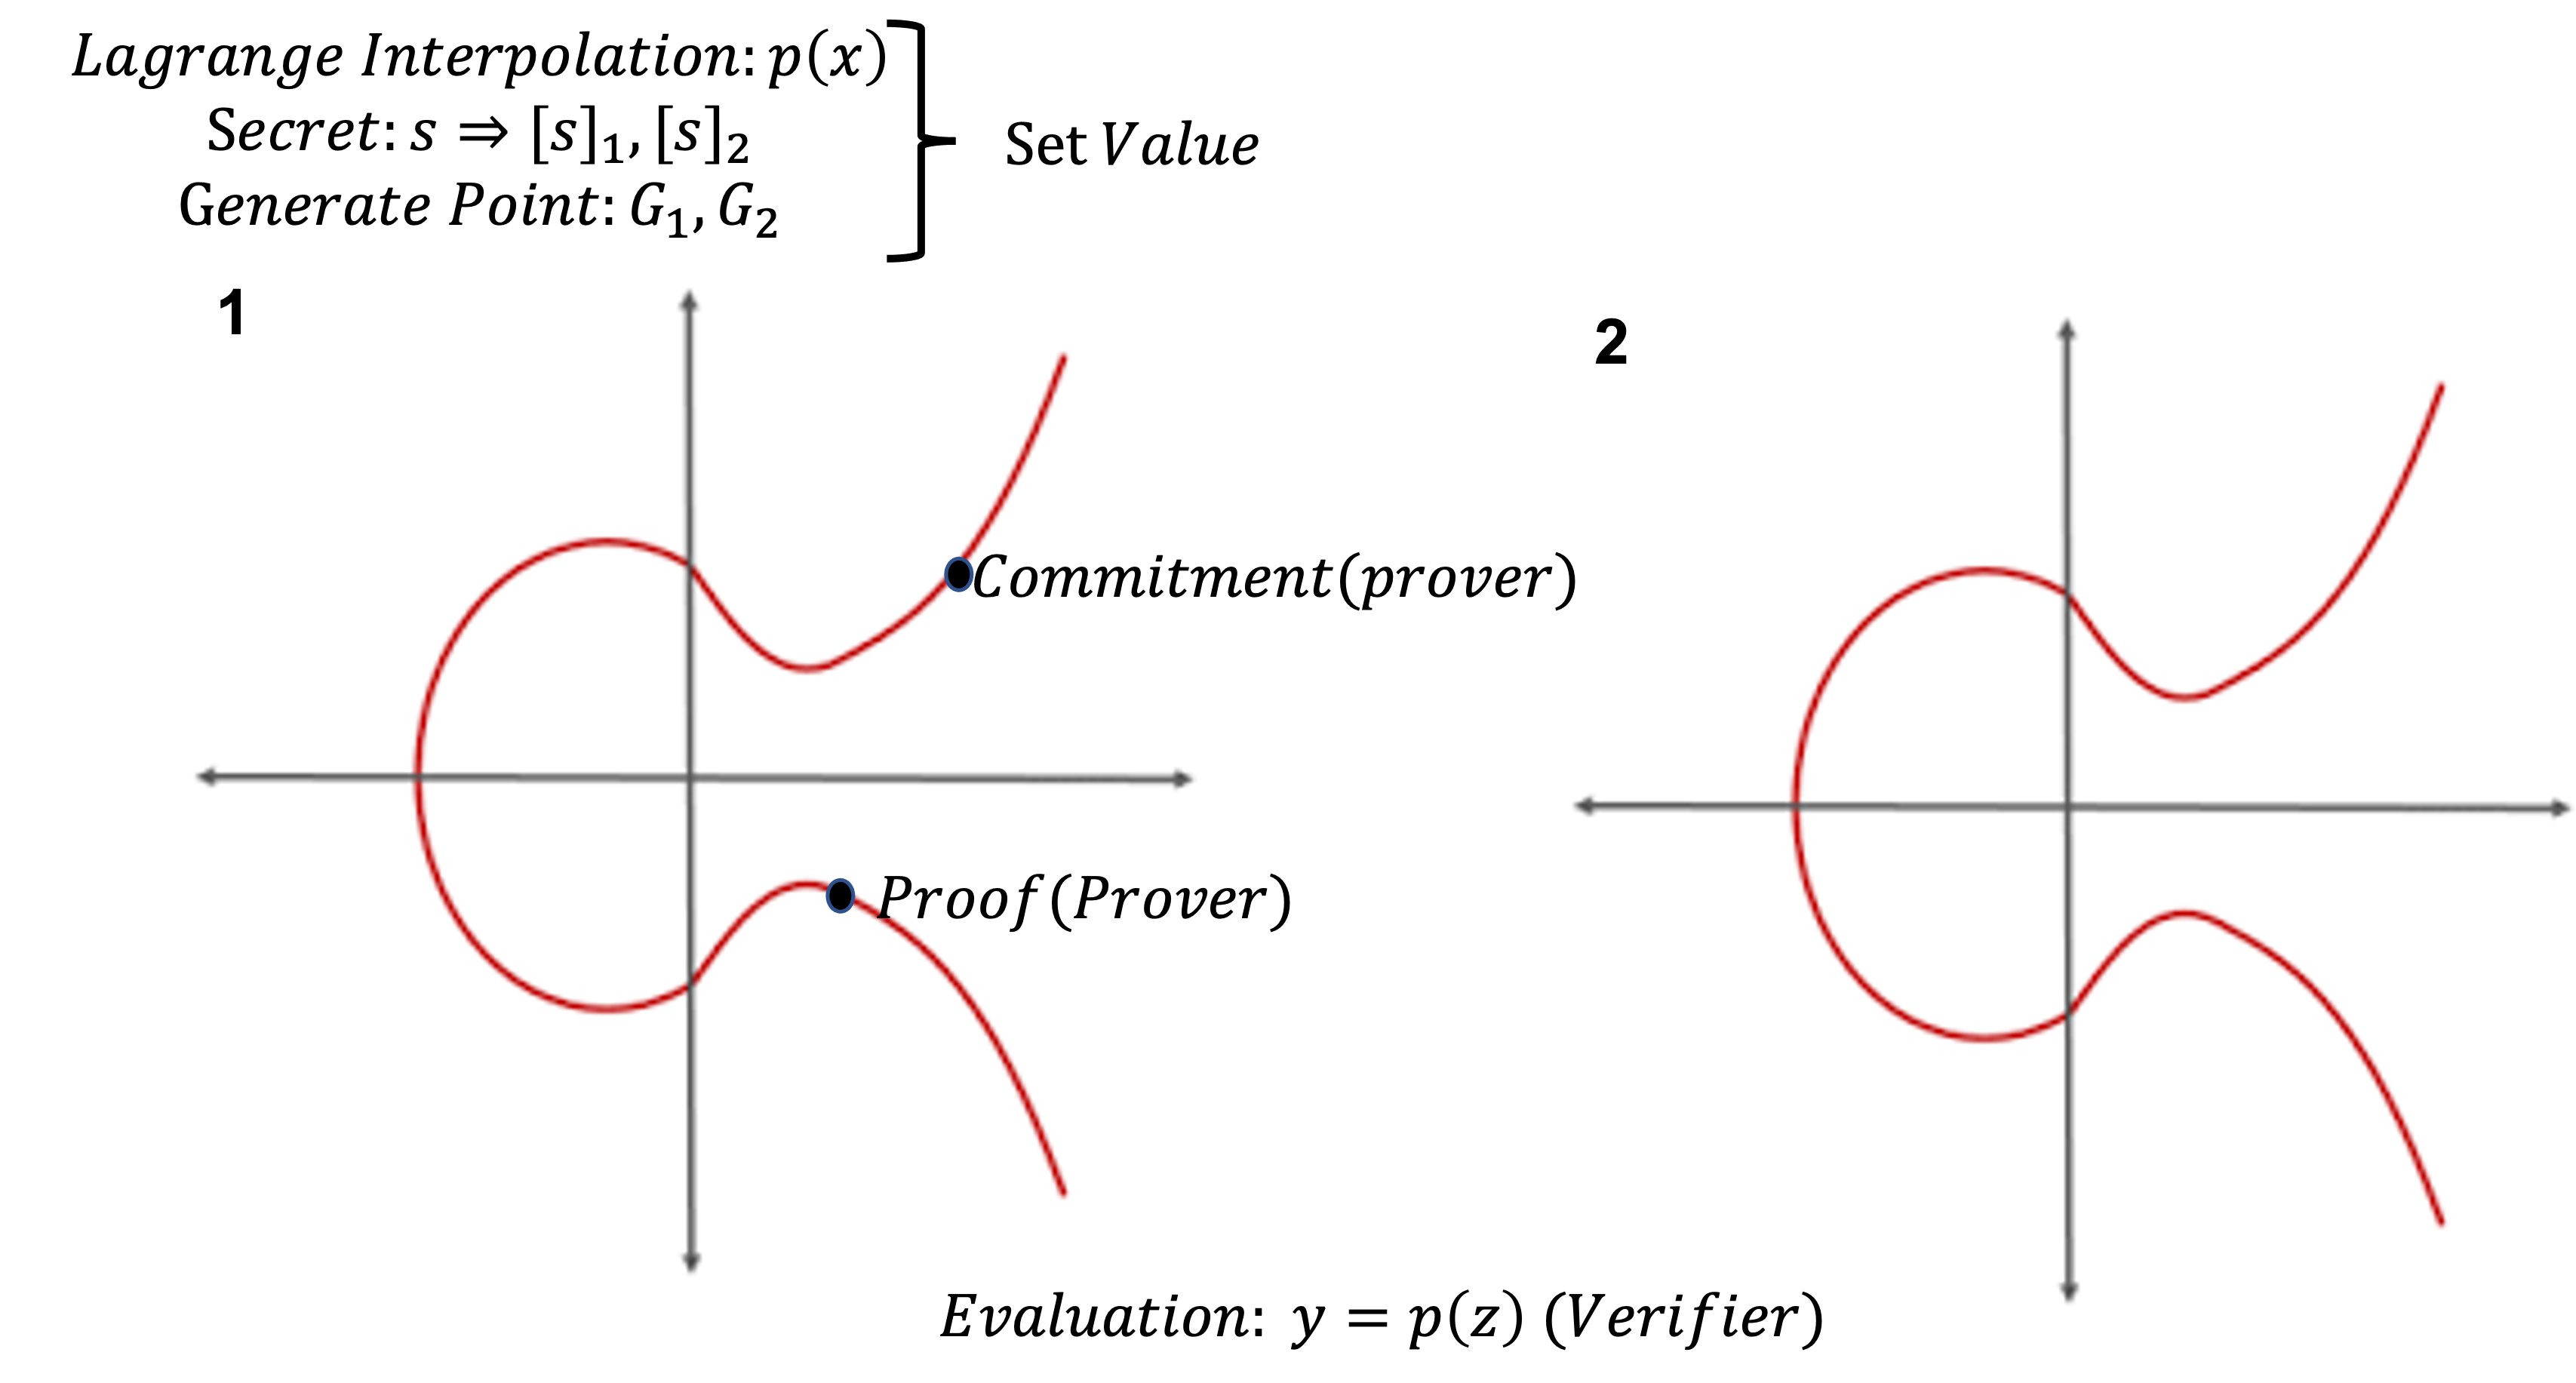 Lagrange Interpolation: p(x)
Secret: s ⇒ [s]₁, [s]₂
Generate Point: G₁, G₂
Set Value
1
2
Commitment(prover)
Proof(Prover)
Evaluation: y = p(z) (Verifier)